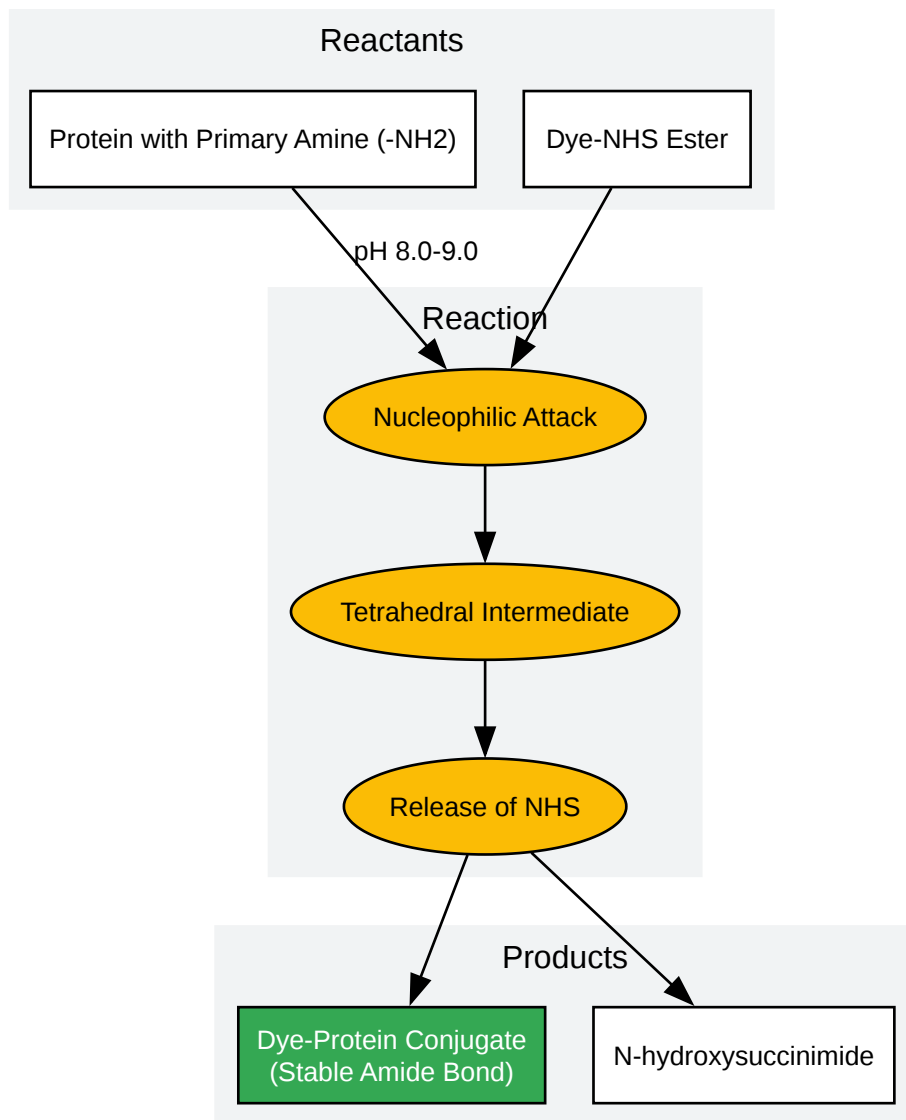 Reactants
Protein with Primary Amine (-NH2)
Dye-NHS Ester
pH 8.0-9.0
Reaction
Nucleophilic Attack
Tetrahedral Intermediate
Release of NHS
Products
Dye-Protein Conjugate
(Stable Amide Bond)
N-hydroxysuccinimide